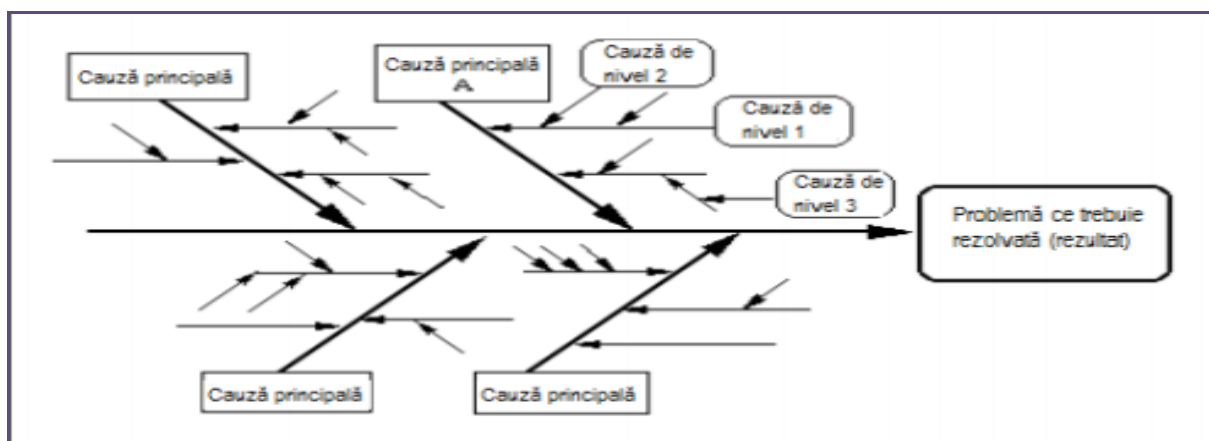 Cauză principală
Cauză principală
A
Cauză de
nivel 2
Cauză de
nivel 1
Cauză de
nivel 3
Problemă ce trebuie
rezolvată (rezultat)
Cauză principală
Cauză principală